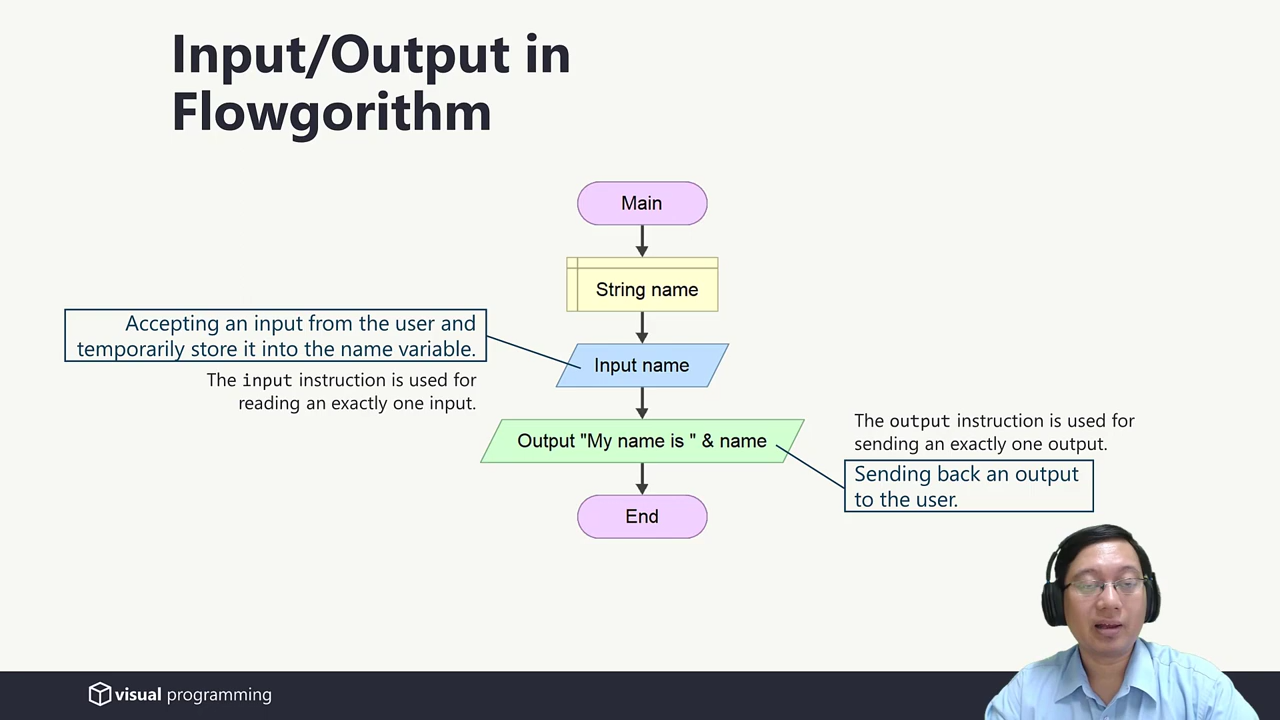 Input/Output in
Flowgorithm
Main
String name
Accepting an input from the user and
temporarily store it into the name variable.
Input name
The input instruction is used for
reading an exactly one input.
The output instruction is used for
sending an exactly one output.
Output "My name is " & name
Sending back an output
to the user.
End
visual programming